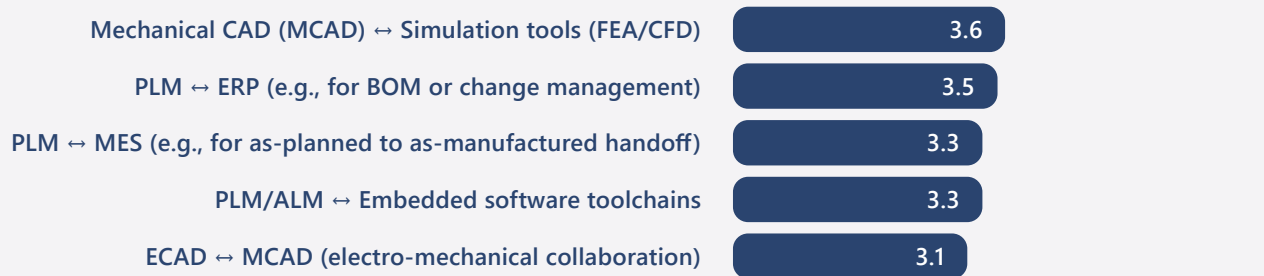 Mechanical CAD (MCAD) ↔ Simulation tools (FEA/CFD) 3.6
PLM ↔ ERP (e.g., for BOM or change management) 3.5
PLM ↔ MES (e.g., for as-planned to as-manufactured handoff) 3.3
PLM/ALM ↔ Embedded software toolchains 3.3
ECAD ↔ MCAD (electro-mechanical collaboration) 3.1